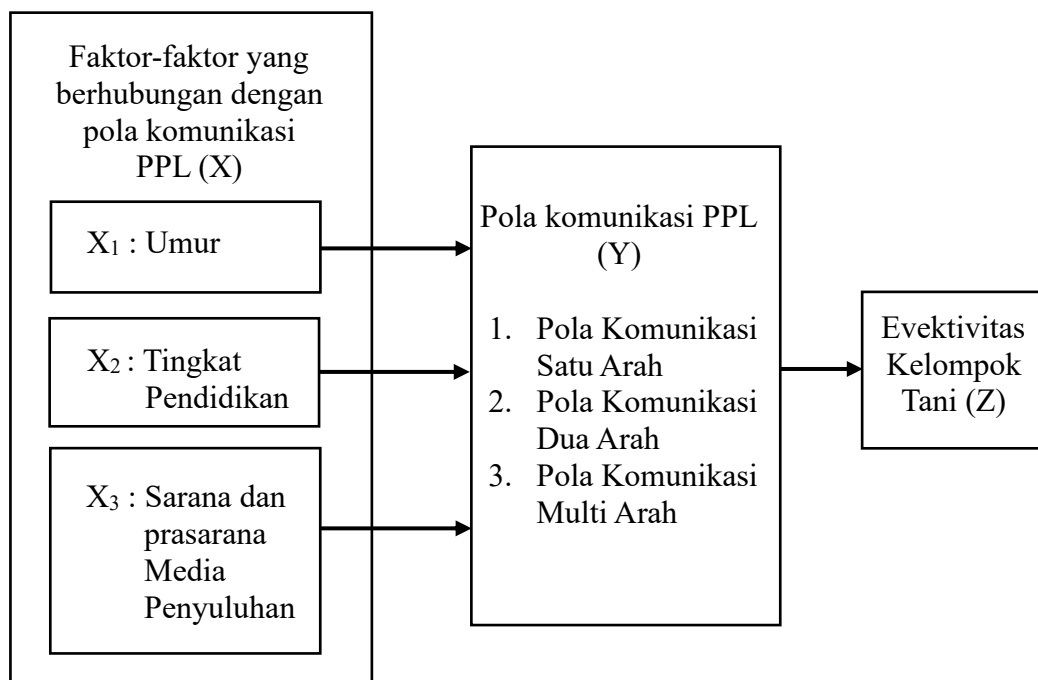 Faktor-faktor yang
berhubungan dengan
pola komunikasi
PPL (X)
X₁ : Umur
X₂ : Tingkat
Pendidikan
X₃ : Sarana dan
prasarana
Media
Penyuluhan
Pola komunikasi PPL
(Y)
1. Pola Komunikasi
Satu Arah
2. Pola Komunikasi
Dua Arah
3. Pola Komunikasi
Multi Arah
Evektivitas
Kelompok
Tani (Z)